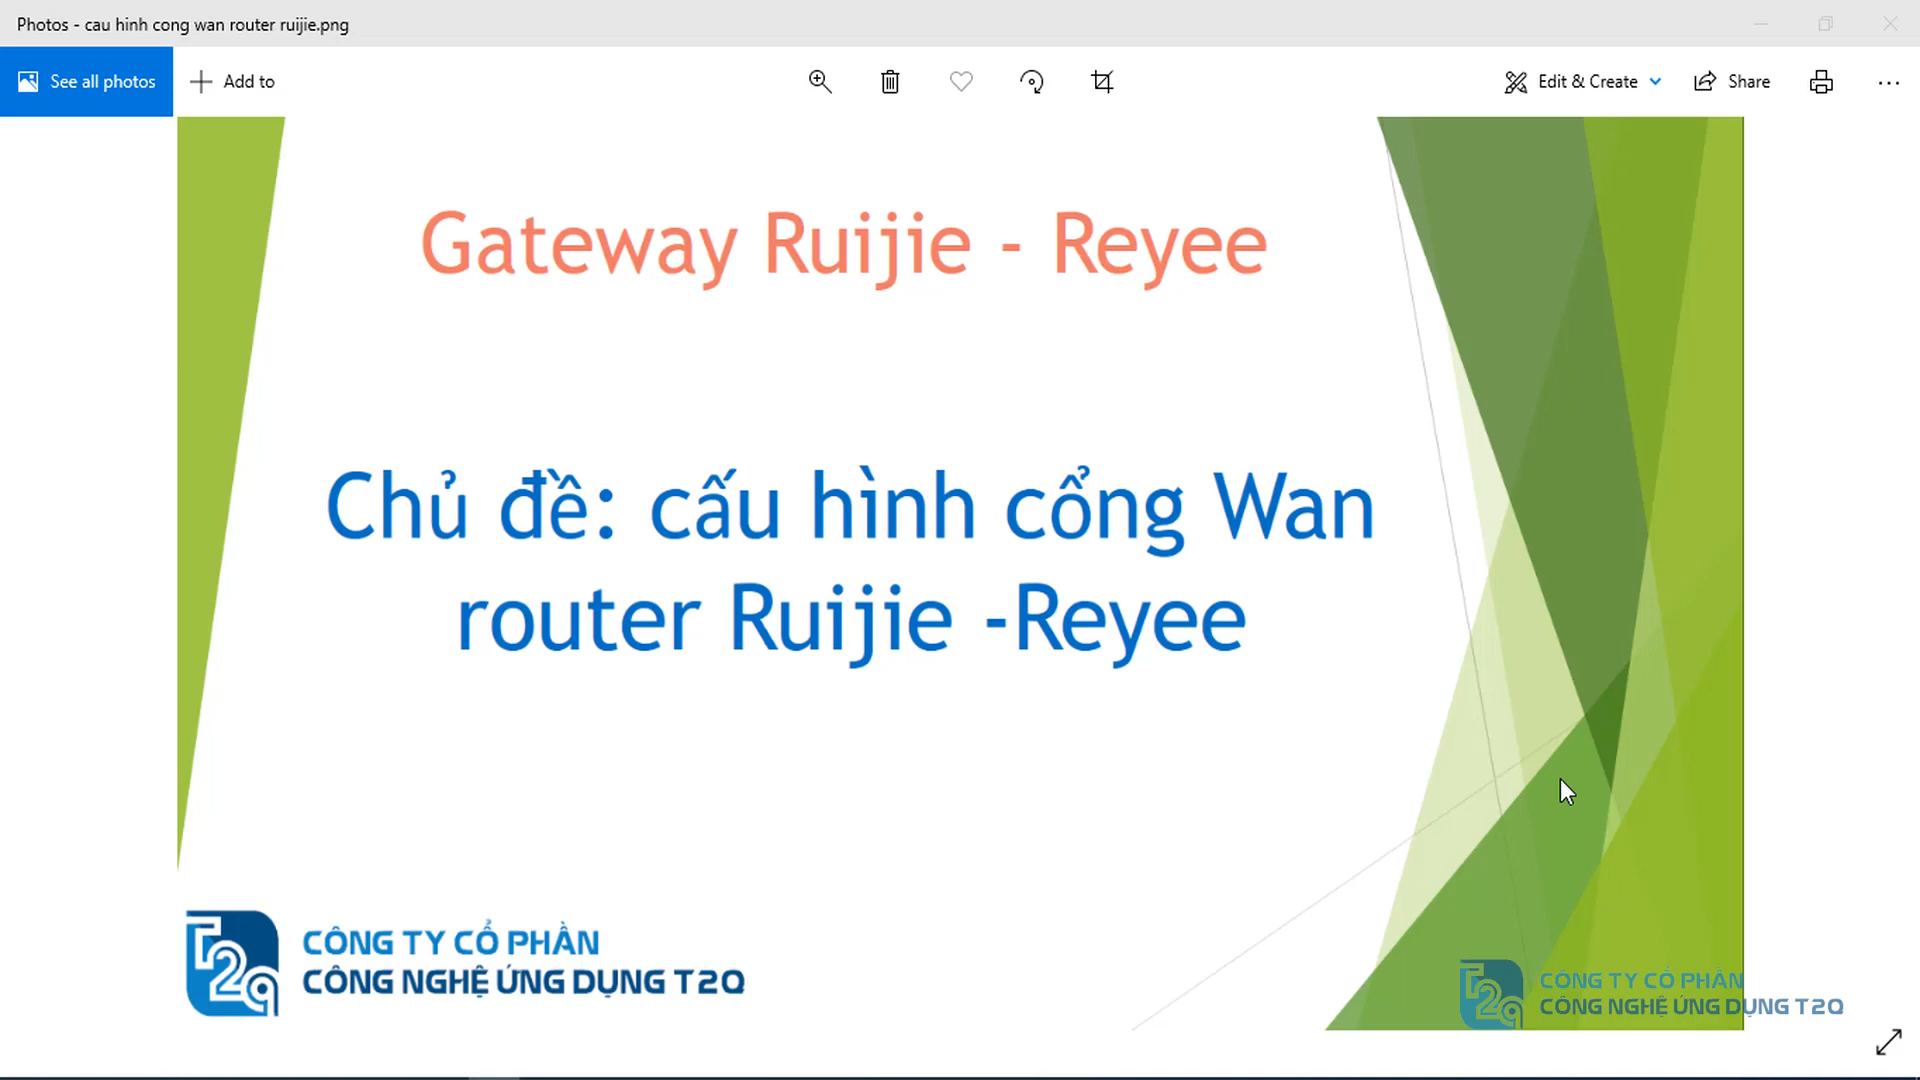 Photos - cau hinh cong wan router ruijie.png
See all photos
Add to
Edit & Create
Share
Gateway Ruijie - Reyee
Chủ đề: cấu hình cổng Wan
router Ruijie -Reyee
T2q
CÔNG TY CỔ PHẦN
CÔNG NGHỆ ỨNG DỤNG T2Q
T2q
CÔNG TY CỔ PHẦN
CÔNG NGHỆ ỨNG DỤNG T2Q